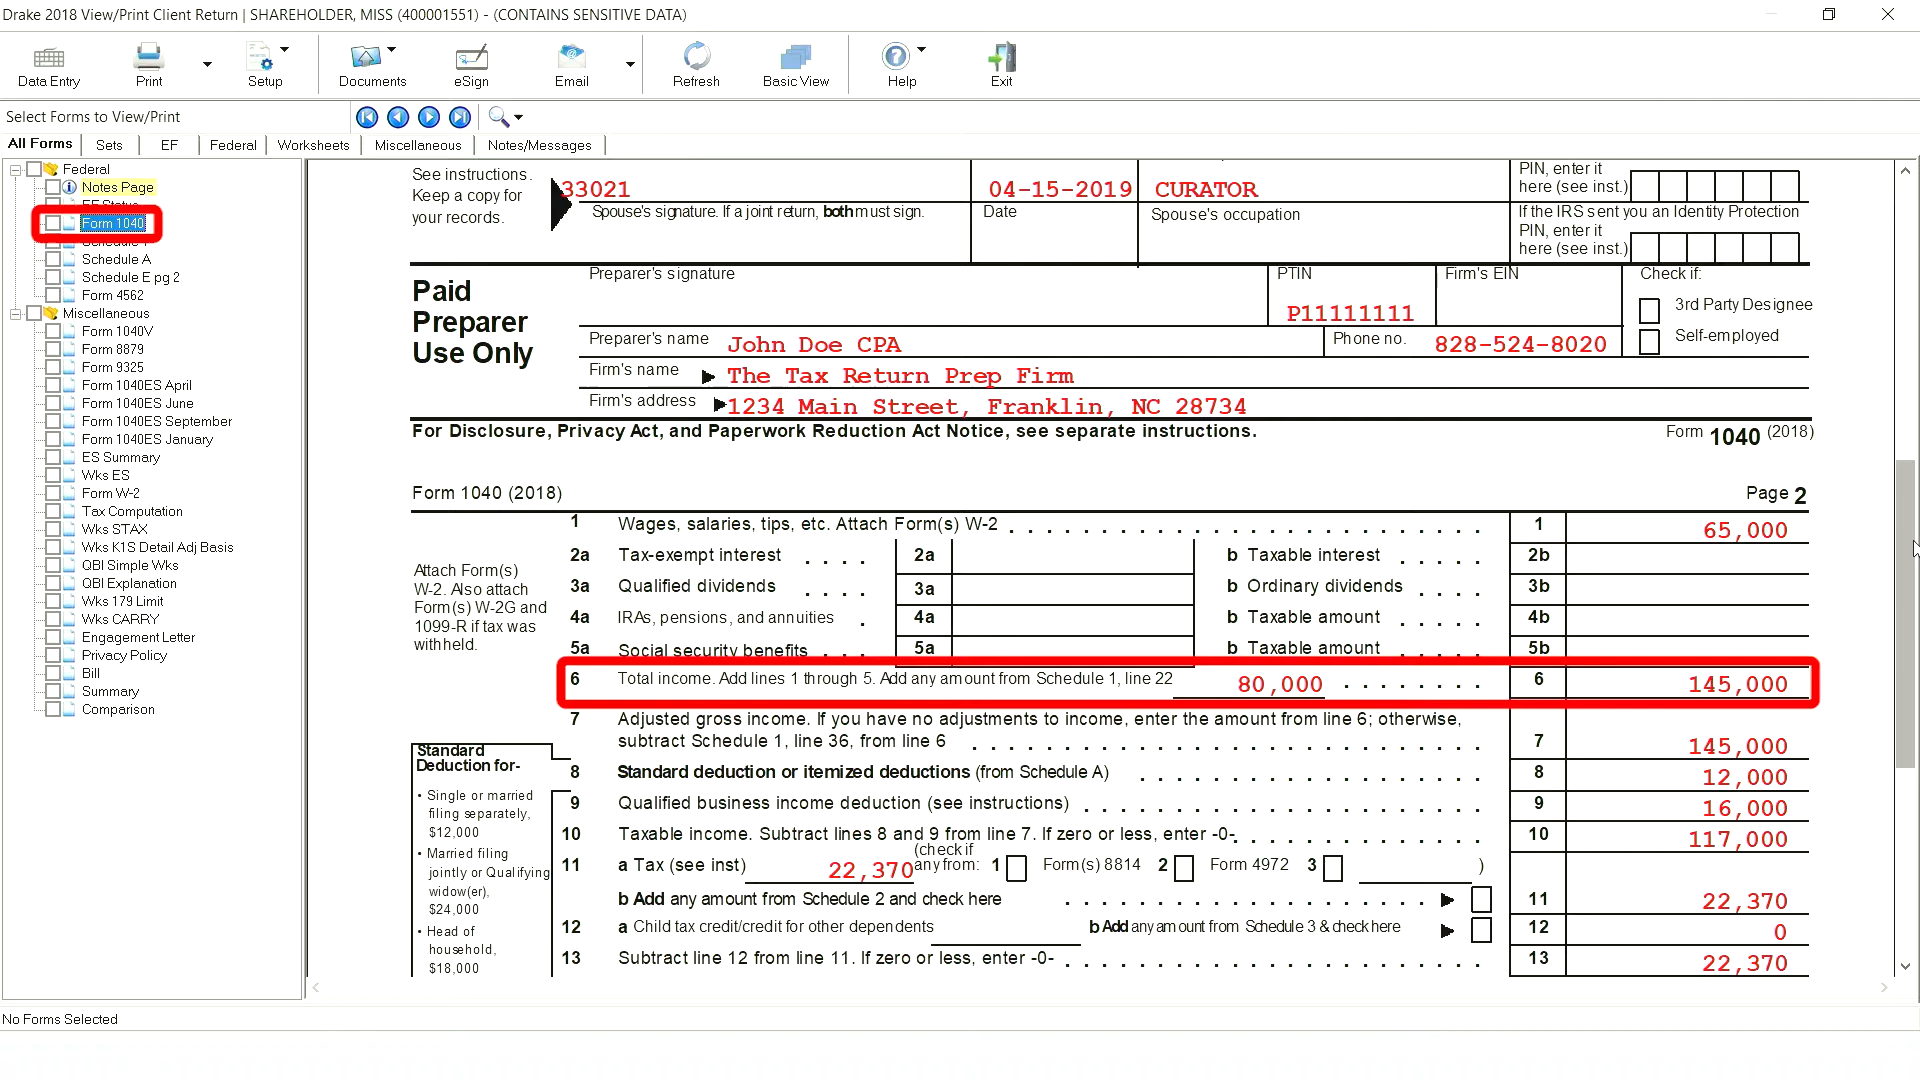 Drake 2018 View/Print Client Return | SHAREHOLDER, MISS (400001551) - (CONTAINS SENSITIVE DATA)
Data Entry Print Setup Documents eSign Email Refresh Basic View Help Exit
Select Forms to View/Print
All Forms Sets EF Federal Worksheets Miscellaneous Notes/Messages
Federal
Notes Page
EF Status
Form 1040
Schedule 1
Schedule A
Schedule E pg 2
Form 4562
Miscellaneous
Form 1040V
Form 8879
Form 9325
Form 1040ES April
Form 1040ES June
Form 1040ES September
Form 1040ES January
ES Summary
Wks ES
Form W-2
Tax Computation
Wks STAX
Wks K1S Detail Adj Basis
QBI Simple Wks
QBI Explanation
Wks 179 Limit
Wks CARRY
Engagement Letter
Privacy Policy
Bill
Summary
Comparison
See instructions.
Keep a copy for
your records.
33021 04-15-2019 CURATOR
PIN, enter it
here (see inst.)
Spouse's signature. If a joint return, both must sign. Date Spouse's occupation
If the IRS sent you an Identity Protection
PIN, enter it
here (see inst.)
Paid
Preparer
Use Only
Preparer's signature PTIN Firm's EIN Check if:
P11111111
3rd Party Designee
Self-employed
Preparer's name John Doe CPA Phone no. 828-524-8020
Firm's name The Tax Return Prep Firm
Firm's address 1234 Main Street, Franklin, NC 28734
For Disclosure, Privacy Act, and Paperwork Reduction Act Notice, see separate instructions. Form 1040 (2018)
Form 1040 (2018) Page 2
Attach Form(s)
W-2. Also attach
Form(s) W-2G and
1099-R if tax was
withheld.
1 Wages, salaries, tips, etc. Attach Form(s) W-2 . . . . . . . . . . . . . . . . . . 1 65,000
2a Tax-exempt interest . . . . 2a b Taxable interest . . . . . 2b
3a Qualified dividends . . . . 3a b Ordinary dividends . . . . 3b
4a IRAs, pensions, and annuities . 4a b Taxable amount . . . . . 4b
5a Social security benefits . . . 5a b Taxable amount . . . . . 5b
6 Total income. Add lines 1 through 5. Add any amount from Schedule 1, line 22 80,000 . . . . . . . . 6 145,000
7 Adjusted gross income. If you have no adjustments to income, enter the amount from line 6; otherwise,
subtract Schedule 1, line 36, from line 6 . . . . . . . . . . . . . . . . . . . . 7 145,000
Standard
Deduction for-
• Single or married
filing separately,
$12,000
• Married filing
jointly or Qualifying
widow(er),
$24,000
• Head of
household,
$18,000
8 Standard deduction or itemized deductions (from Schedule A) . . . . . . . . . . . . . 8 12,000
9 Qualified business income deduction (see instructions) . . . . . . . . . . . . . . . 9 16,000
10 Taxable income. Subtract lines 8 and 9 from line 7. If zero or less, enter -0- . . . . . . . . . 10 117,000
11 a Tax (see inst) 22,370 (check if any from: 1 Form(s) 8814 2 Form 4972 3 )
b Add any amount from Schedule 2 and check here . . . . . . . . . . . . . . 11 22,370
12 a Child tax credit/credit for other dependents b Add any amount from Schedule 3 & check here 12 0
13 Subtract line 12 from line 11. If zero or less, enter -0- . . . . . . . . . . . . . . . . 13 22,370
No Forms Selected